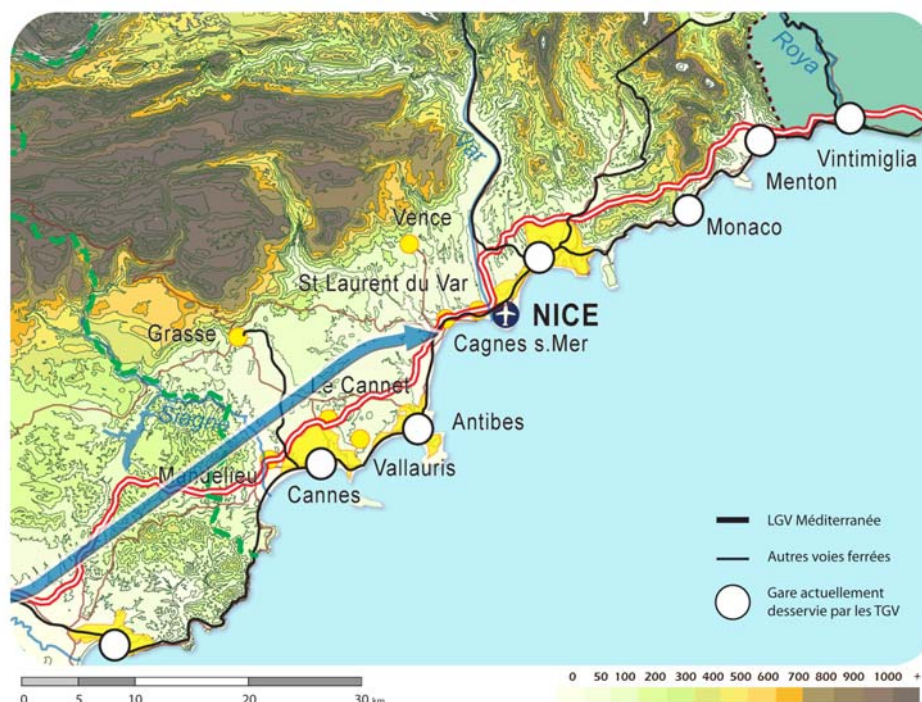 Roya
Var
Vintimiglia
Menton
Monaco
Vence
St Laurent du Var
NICE
Grasse
Cagnes s.Mer
Le Cannet
Antibes
Siagne
Mandelieu
Vallauris
Cannes
LGV Méditerranée
Autres voies ferrées
Gare actuellement
desservie par les TGV
0 5 10 20 30 km
0 50 100 200 300 400 500 600 700 800 900 1000 +